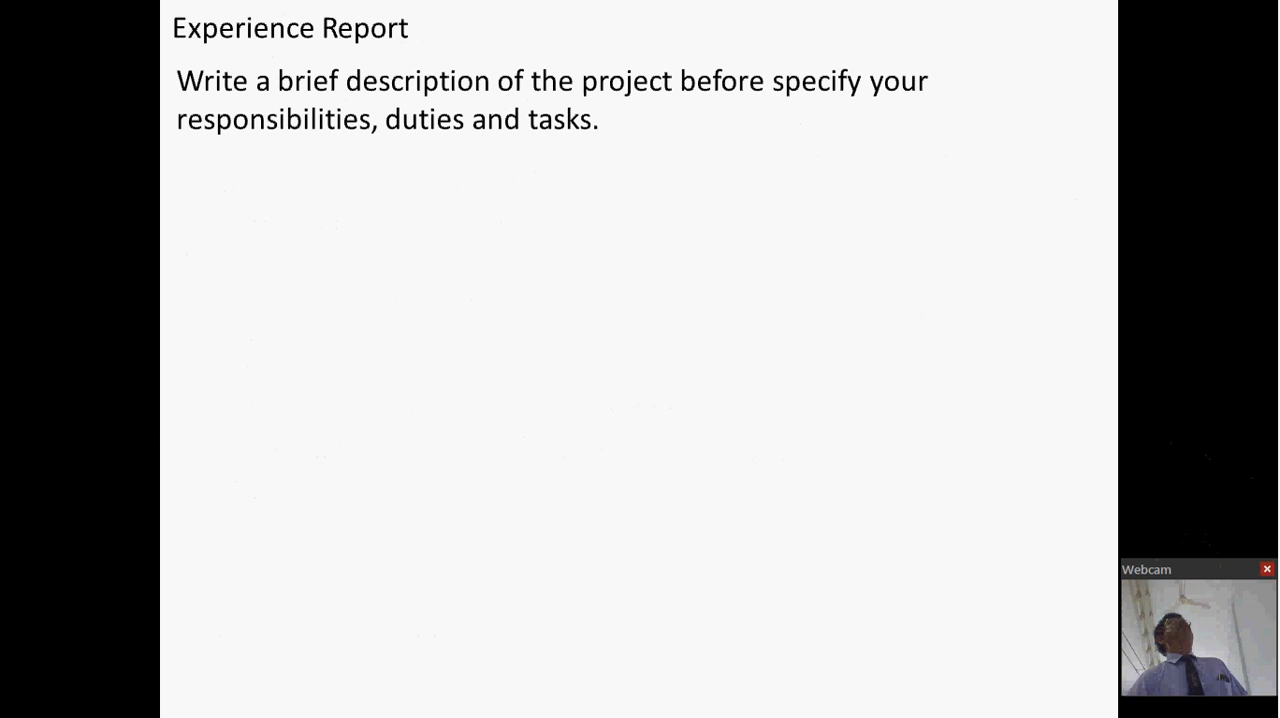 Experience Report
Write a brief description of the project before specify your
responsibilities, duties and tasks.
Webcam